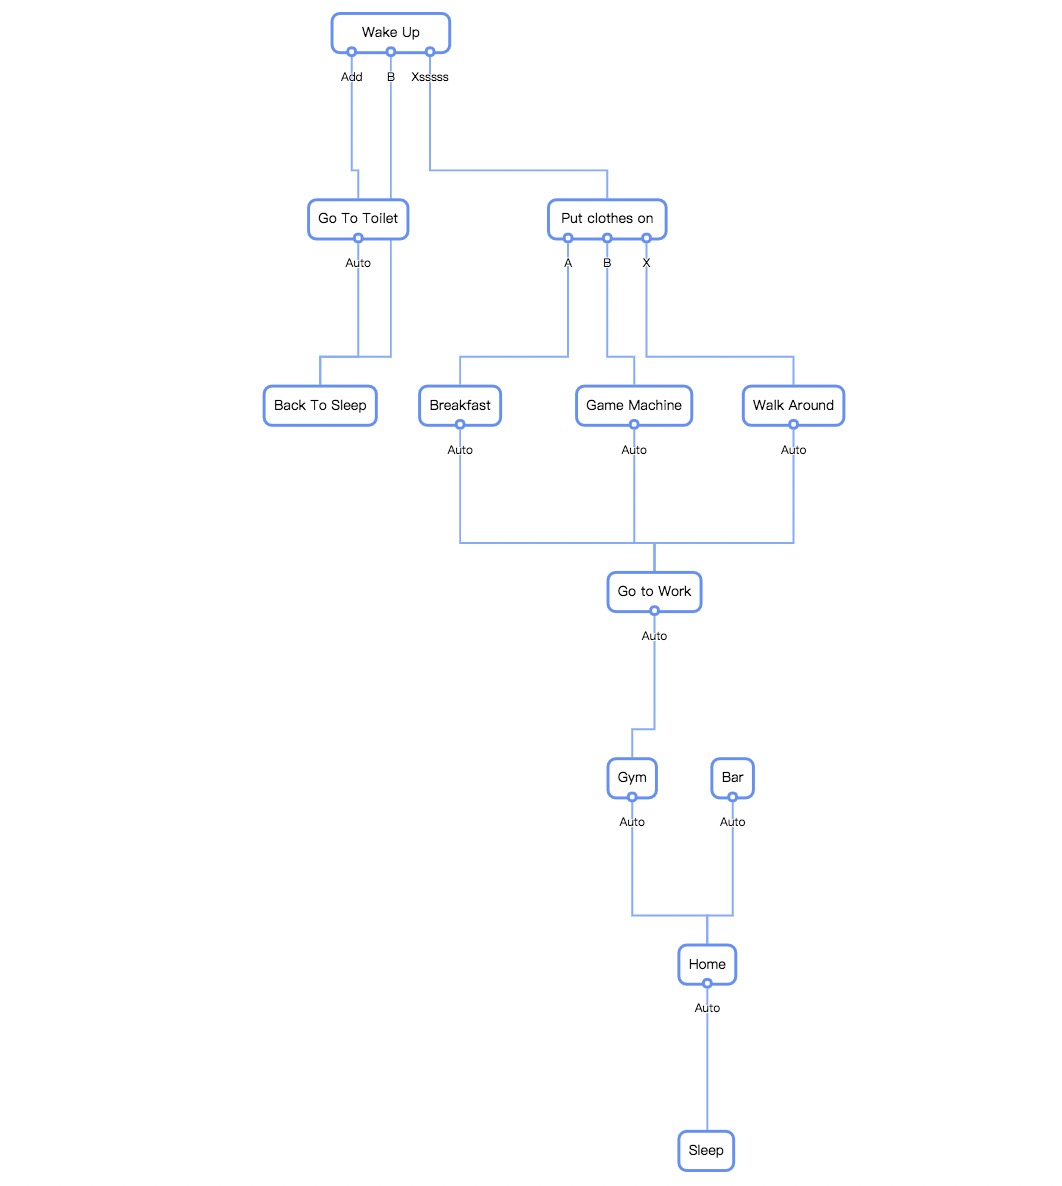 Wake Up
Add
B
Xsssss
Go To Toilet
Put clothes on
Auto
A
B
X
Back To Sleep
Breakfast
Game Machine
Walk Around
Auto
Auto
Auto
Go to Work
Auto
Gym
Bar
Auto
Auto
Home
Auto
Sleep